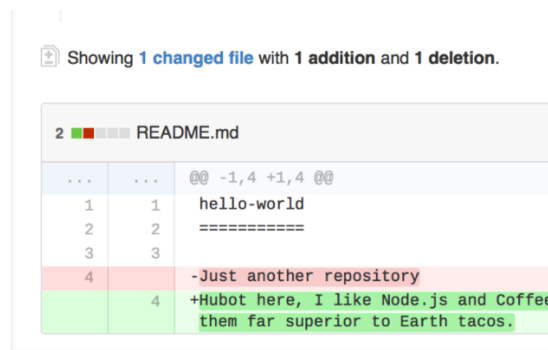 Showing 1 changed file with 1 addition and 1 deletion.
2 README.md
... ... @@ -1,4 +1,4 @@
1 1 hello-world
2 2 ===========
3 3
4 -Just another repository
4 +Hubot here, I like Node.js and Coffe
them far superior to Earth tacos.